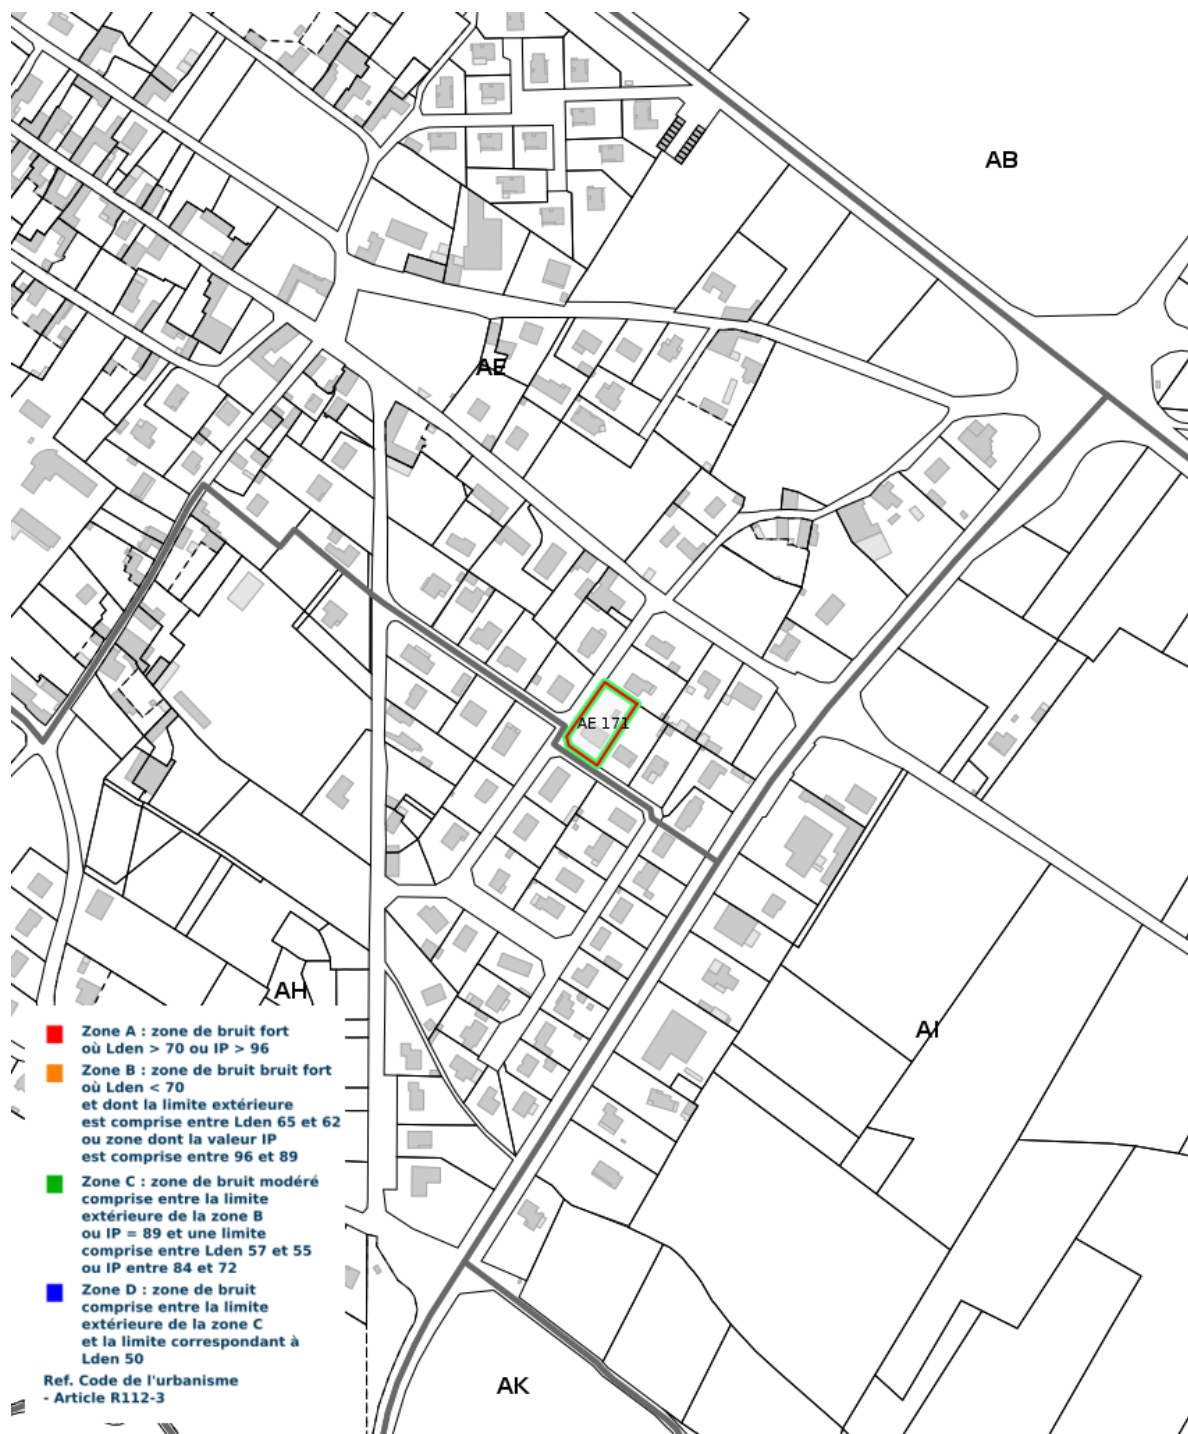 AB
AE
AE 171
AH
AI
Zone A : zone de bruit fort
où Lden > 70 ou IP > 96
Zone B : zone de bruit bruit fort
où Lden < 70
et dont la limite extérieure
est comprise entre Lden 65 et 62
ou zone dont la valeur IP
est comprise entre 96 et 89
Zone C : zone de bruit modéré
comprise entre la limite
extérieure de la zone B
ou IP = 89 et une limite
comprise entre Lden 57 et 55
ou IP entre 84 et 72
Zone D : zone de bruit
comprise entre la limite
extérieure de la zone C
et la limite correspondant à
Lden 50
Ref. Code de l'urbanisme
- Article R112-3
AK